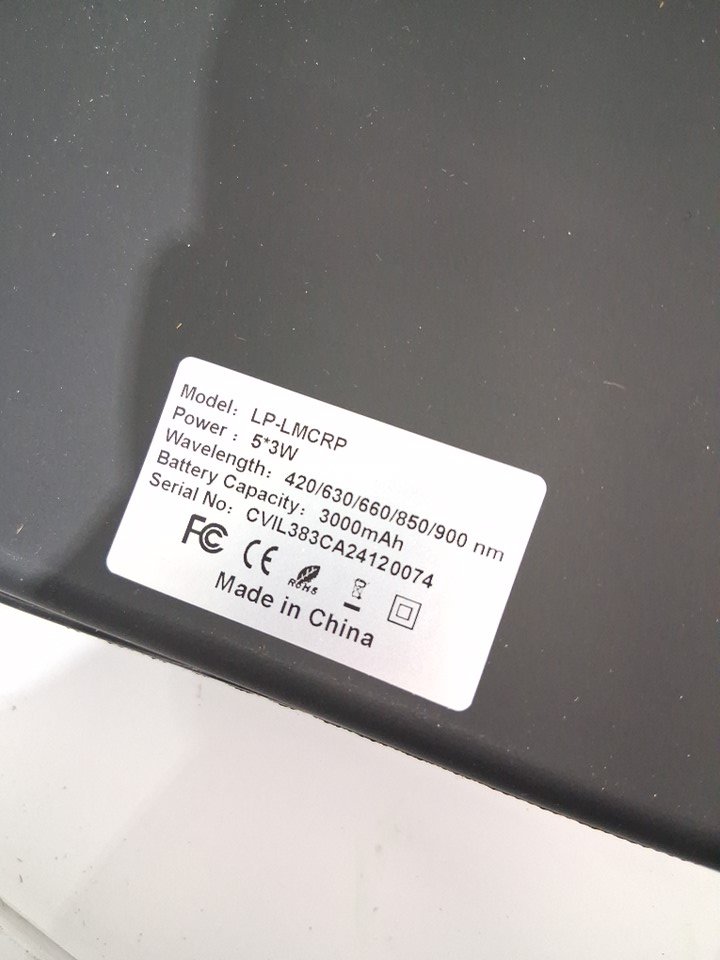 Model: LP-LMCRP
Power : 5*3W
Wavelength: 420/630/660/850/900 nm
Battery Capacity: 3000mAh
Serial No: CVIL383CA24120074
FC CE RoHS
Made in China